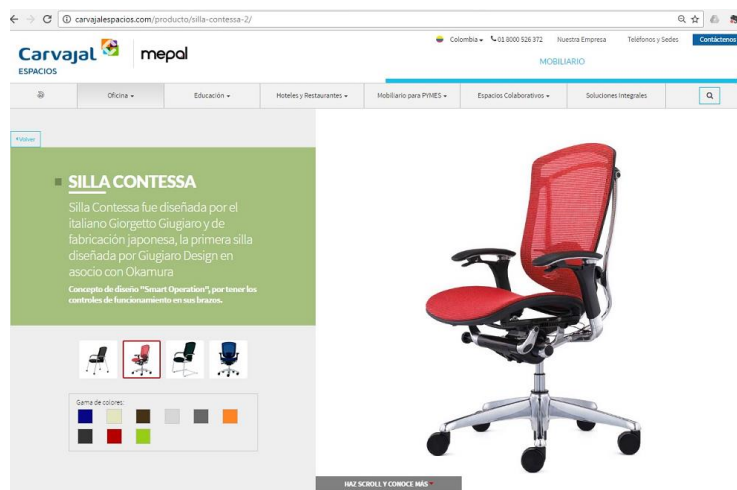 carvajalespacios.com/producto/silla-contessa-2/
Colombia
01 8000 526 372
Nuestra Empresa
Teléfonos y Sedes
Contáctenos
Carvajal
ESPACIOS
mepal
MOBILIARIO
Oficina
Educación
Hoteles y Restaurantes
Mobiliario para PYMES
Espacios Colaborativos
Soluciones Integrales
Volver
SILLA CONTESSA
Silla Contessa fue diseñada por el
italiano Giorgetto Giugiaro y de
fabricación japonesa, la primera silla
diseñada por Giugiaro Design en
asocio con Okamura
Concepto de diseño "Smart Operation", por tener los
controles de funcionamiento en sus brazos.
Gama de colores:
HAZ SCROLL Y CONOCE MÁS